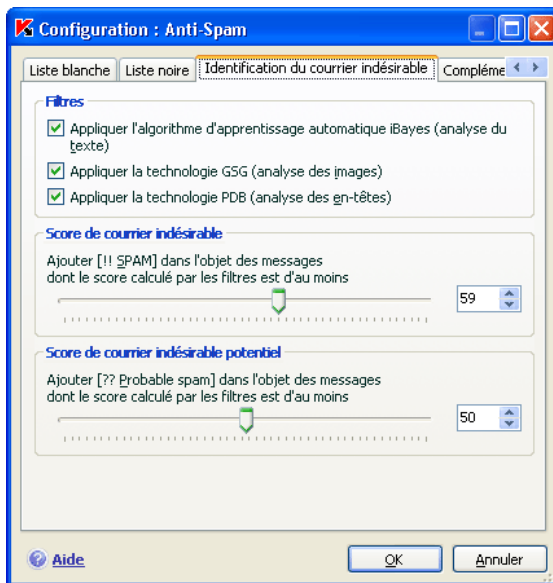 Configuration : Anti-Spam
Liste blanche
Liste noire
Identification du courrier indésirable
Compléme
Filtres
Appliquer l'algorithme d'apprentissage automatique iBayes (analyse du
texte)
Appliquer la technologie GSG (analyse des images)
Appliquer la technologie PDB (analyse des en-têtes)
Score de courrier indésirable
Ajouter [!! SPAM] dans l'objet des messages
dont le score calculé par les filtres est d'au moins
59
Score de courrier indésirable potentiel
Ajouter [?? Probable spam] dans l'objet des messages
dont le score calculé par les filtres est d'au moins
50
Aide
OK
Annuler